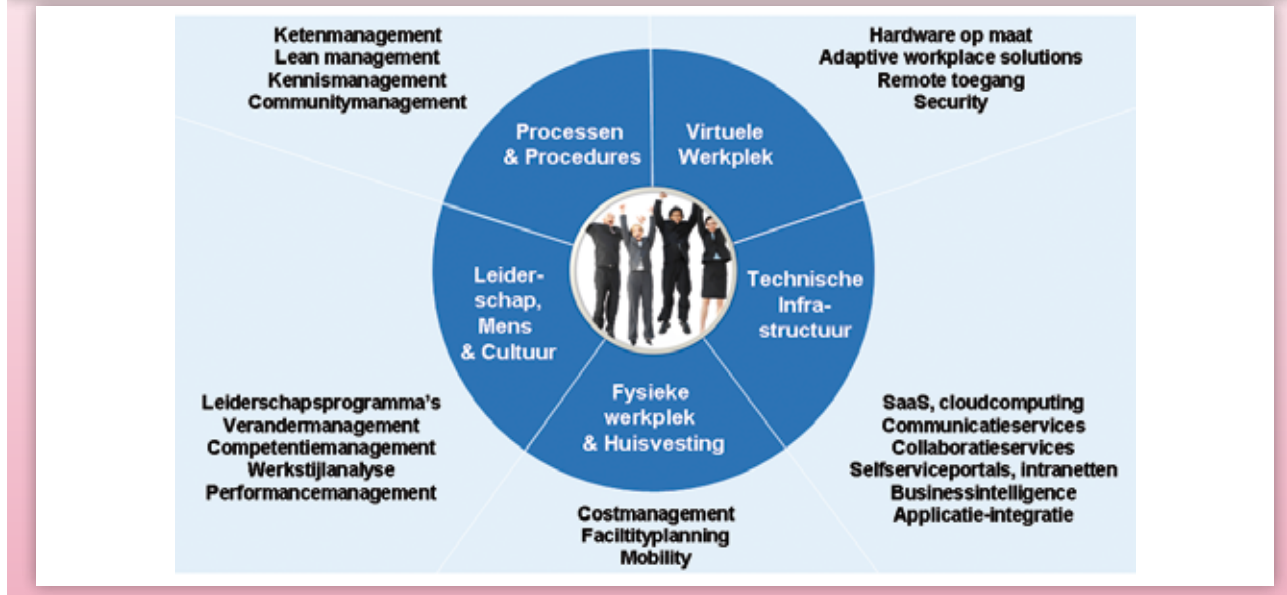 Ketenmanagement
Lean management
Kennismanagement
Communitymanagement
Hardware op maat
Adaptive workplace solutions
Remote toegang
Security
Processen
& Procedures
Virtuele
Werkplek
Leider-
schap,
Mens
& Cultuur
Technische
Infra-
structuur
Fysieke
werkplek
& Huisvesting
Leiderschapsprogramma's
Verandermanagement
Competentiemanagement
Werkstijlanalyse
Performancemanagement
Costmanagement
Faciltityplanning
Mobility
SaaS, cloudcomputing
Communicatieservices
Collaboratieservices
Selfserviceportals, intranetten
Businessintelligence
Applicatie-integratie